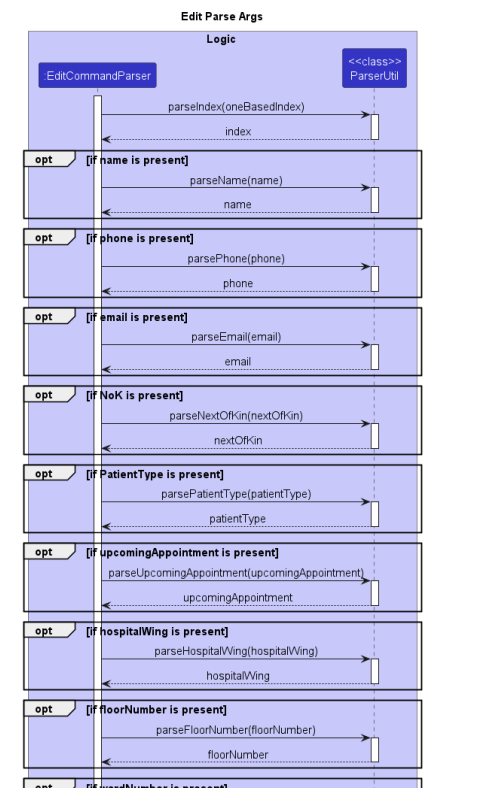 Edit Parse Args
Logic
:EditCommandParser
<<class>>
ParserUtil
parseIndex(oneBasedIndex)
index
opt [if name is present]
parseName(name)
name
opt [if phone is present]
parsePhone(phone)
phone
opt [if email is present]
parseEmail(email)
email
opt [if NoK is present]
parseNextOfKin(nextOfKin)
nextOfKin
opt [if PatientType is present]
parsePatientType(patientType)
patientType
opt [if upcomingAppointment is present]
parseUpcomingAppointment(upcomingAppointment)
upcomingAppointment
opt [if hospitalWing is present]
parseHospitalWing(hospitalWing)
hospitalWing
opt [if floorNumber is present]
parseFloorNumber(floorNumber)
floorNumber
opt [if wardNumber is present]